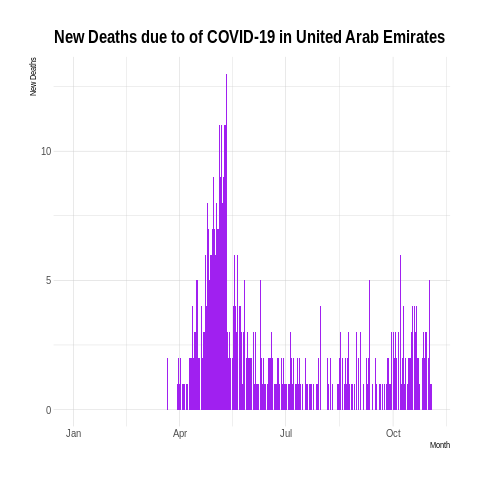 New Deaths due to of COVID-19 in United Arab Emirates
New Deaths
10
5
0
Jan Apr Jul Oct
Month